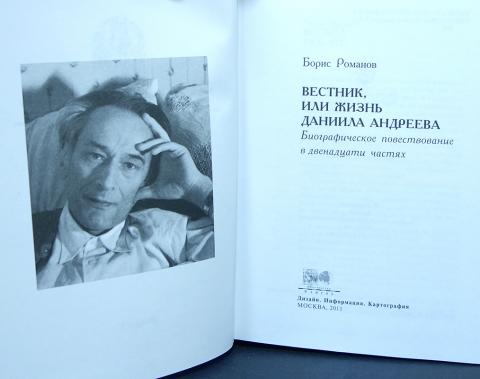 Борис Романов
ВЕСТНИК,
ИЛИ ЖИЗНЬ
ДАНИИЛА АНДРЕЕВА
Биографическое повествование
в двенадцати частях
Дизайн. Информация. Картография
МОСКВА, 2011